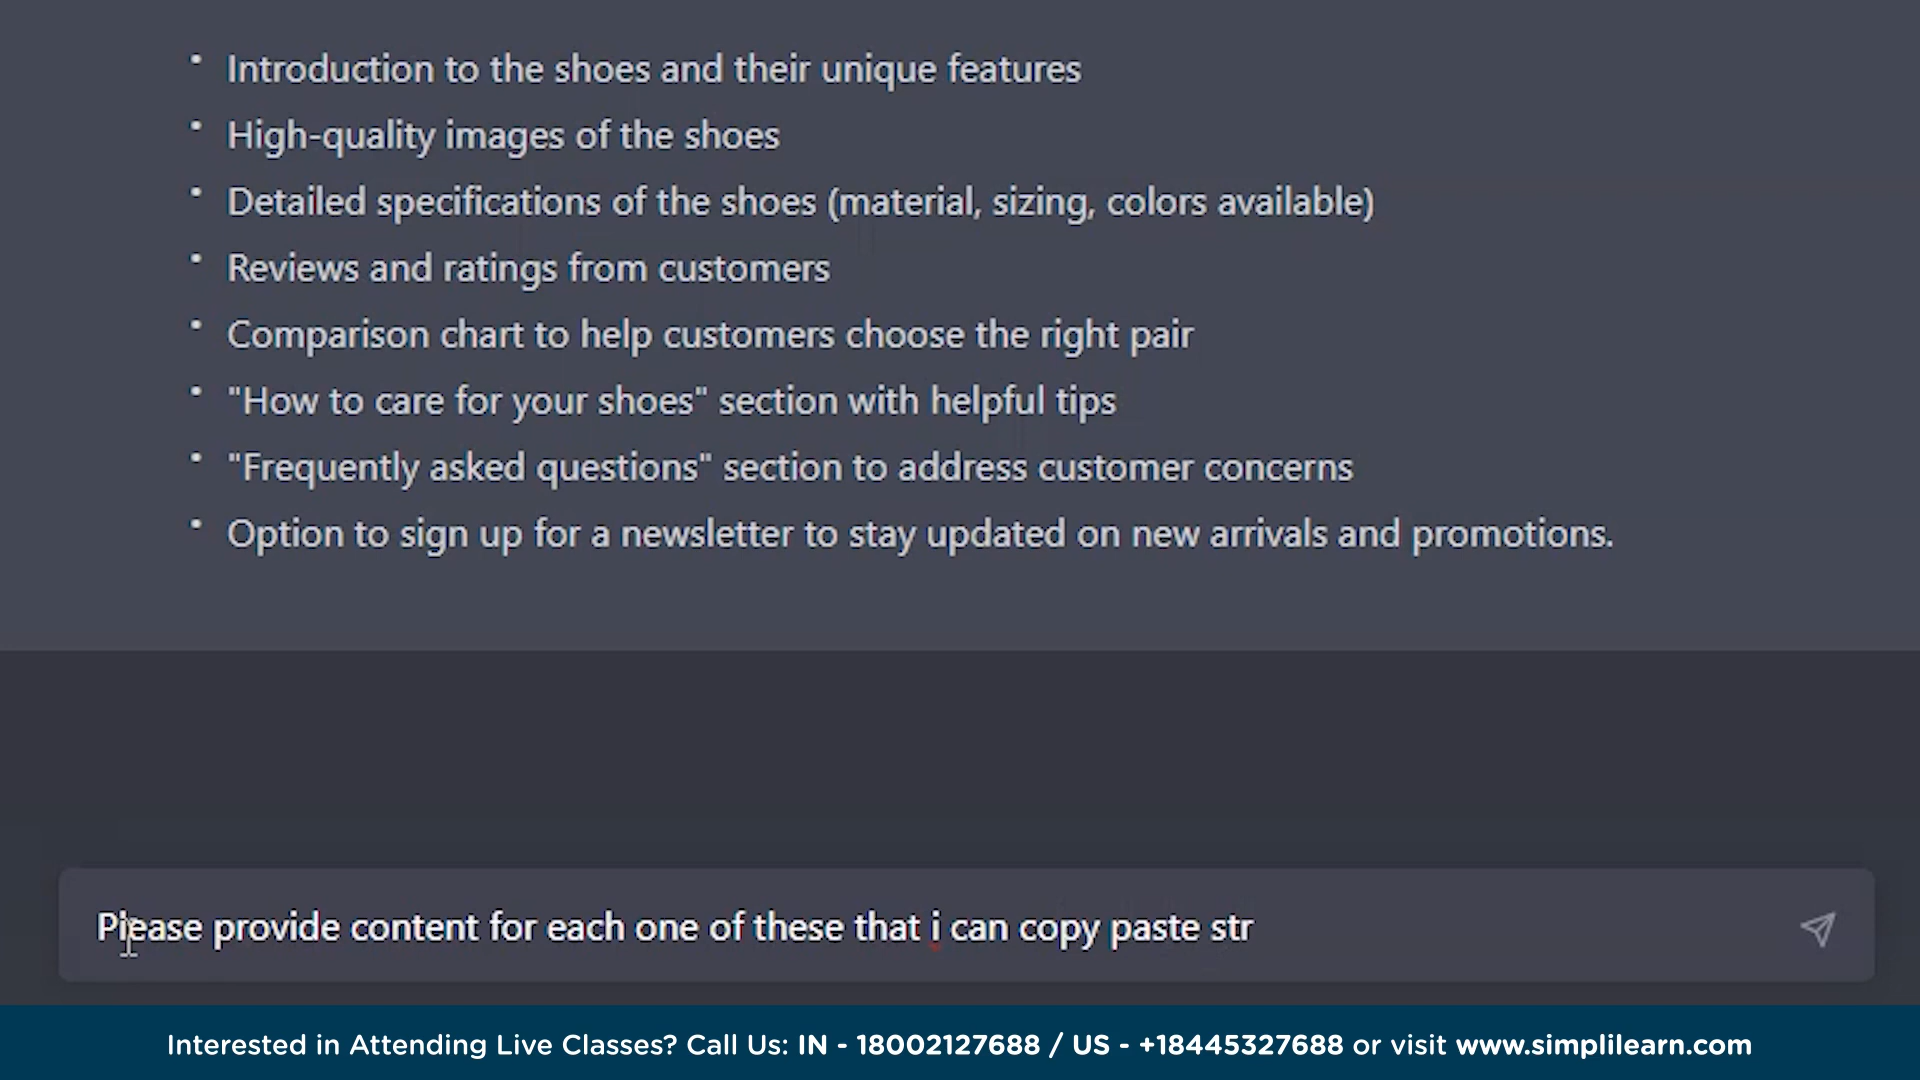 Introduction to the shoes and their unique features
High-quality images of the shoes
Detailed specifications of the shoes (material, sizing, colors available)
Reviews and ratings from customers
Comparison chart to help customers choose the right pair
"How to care for your shoes" section with helpful tips
"Frequently asked questions" section to address customer concerns
Option to sign up for a newsletter to stay updated on new arrivals and promotions.
Please provide content for each one of these that i can copy paste str
Interested in Attending Live Classes? Call Us: IN - 18002127688 / US - +18445327688 or visit www.simplilearn.com